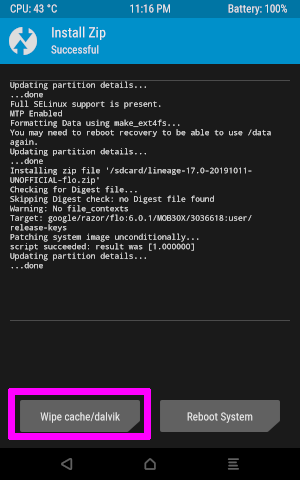 CPU: 43 °C 11:16 PM Battery: 100%
Install Zip
Successful
Updating partition details...
...done
Full SELinux support is present.
MTP Enabled
Formatting Data using make_ext4fs...
You may need to reboot recovery to be able to use /data
again.
Updating partition details...
...done
Installing zip file '/sdcard/lineage-17.0-20191011-
UNOFFICIAL-flo.zip'
Checking for Digest file...
Skipping Digest check: no Digest file found
Warning: No file_contexts
Target: google/razor/flo:6.0.1/MOB30X/3036618:user/
release-keys
Patching system image unconditionally...
script succeeded: result was [1.000000]
Updating partition details...
...done
Wipe cache/dalvik Reboot System